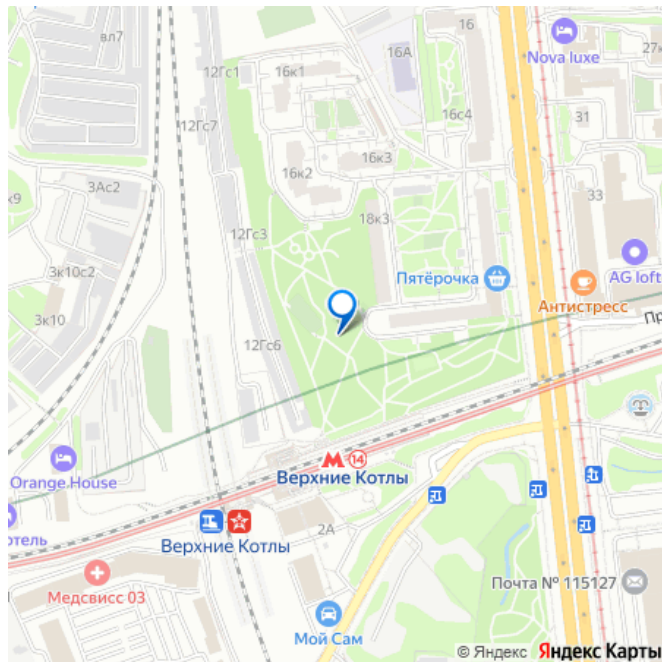 вл7
12Гс1
16А
16
Nova luxe
27к
16к1
12Гс7
16с4
31
16к3
16к2
3Ас2
33
18к3
12Гс3
3к10с2
Пятёрочка
AG loft
Антистресс
3к10
Пр
12Гс6
14
Верхние Котлы
Orange House
отель
2А
Верхние Котлы
Медсвисс 03
Почта № 115127
Мой Сам
© Яндекс Яндекс Карты